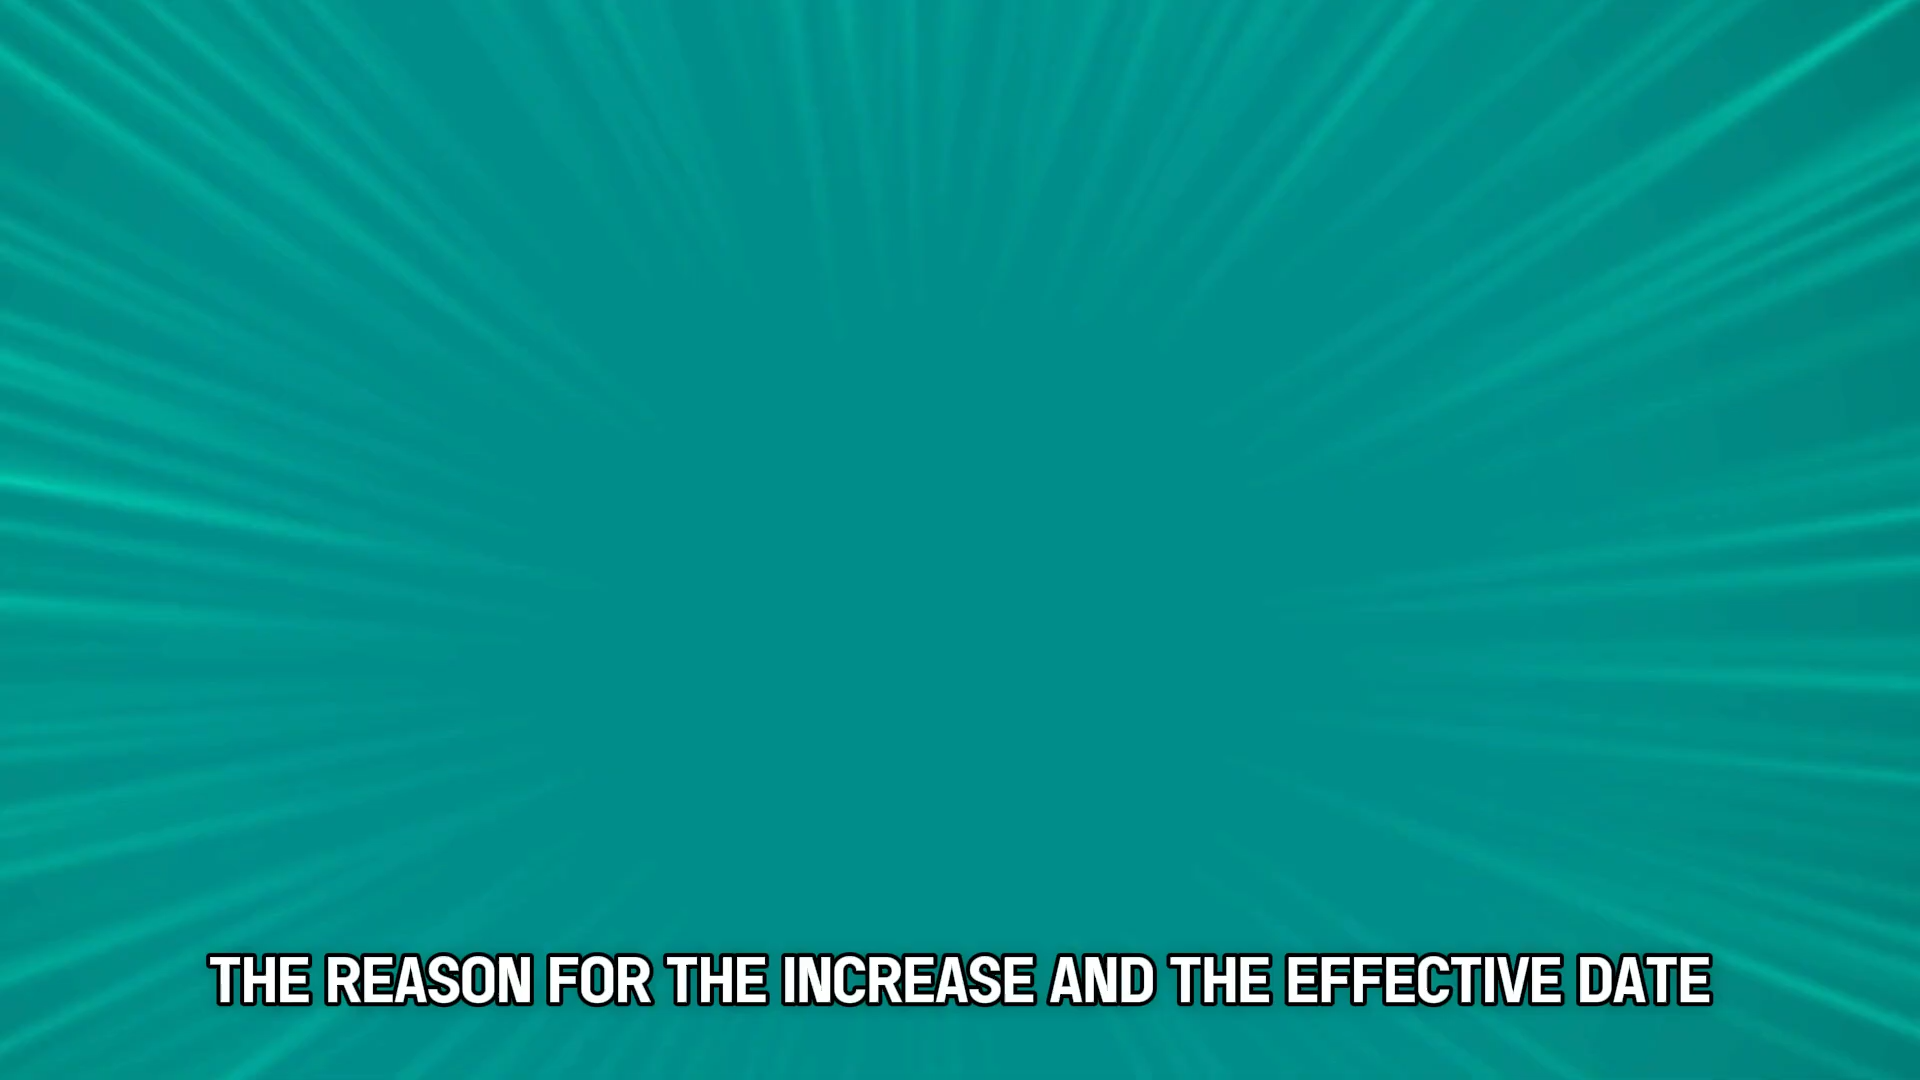 THE REASON FOR THE INCREASE AND THE EFFECTIVE DATE